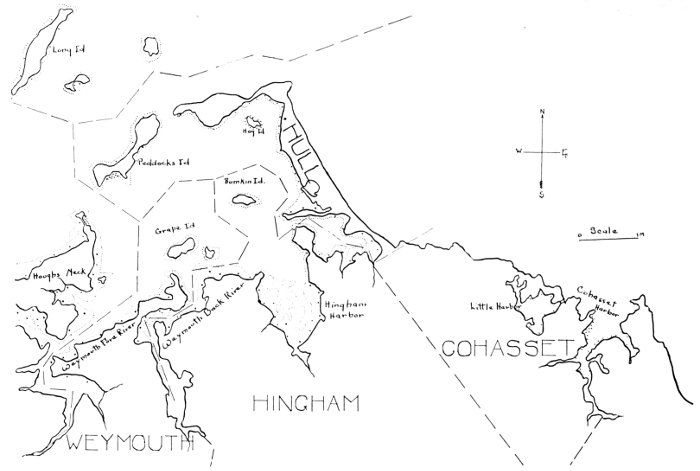 Long Id
Hog Id
HULL
N
W
E
S
Peddocks Id
Bumkin Id.
Grape Id
0 Scale 1m
Houghs Neck
Cohasset
Harbor
Little Harbor
Hingham
Harbor
Weymouth Fore River
Weymouth Back River
COHASSET
HINGHAM
WEYMOUTH